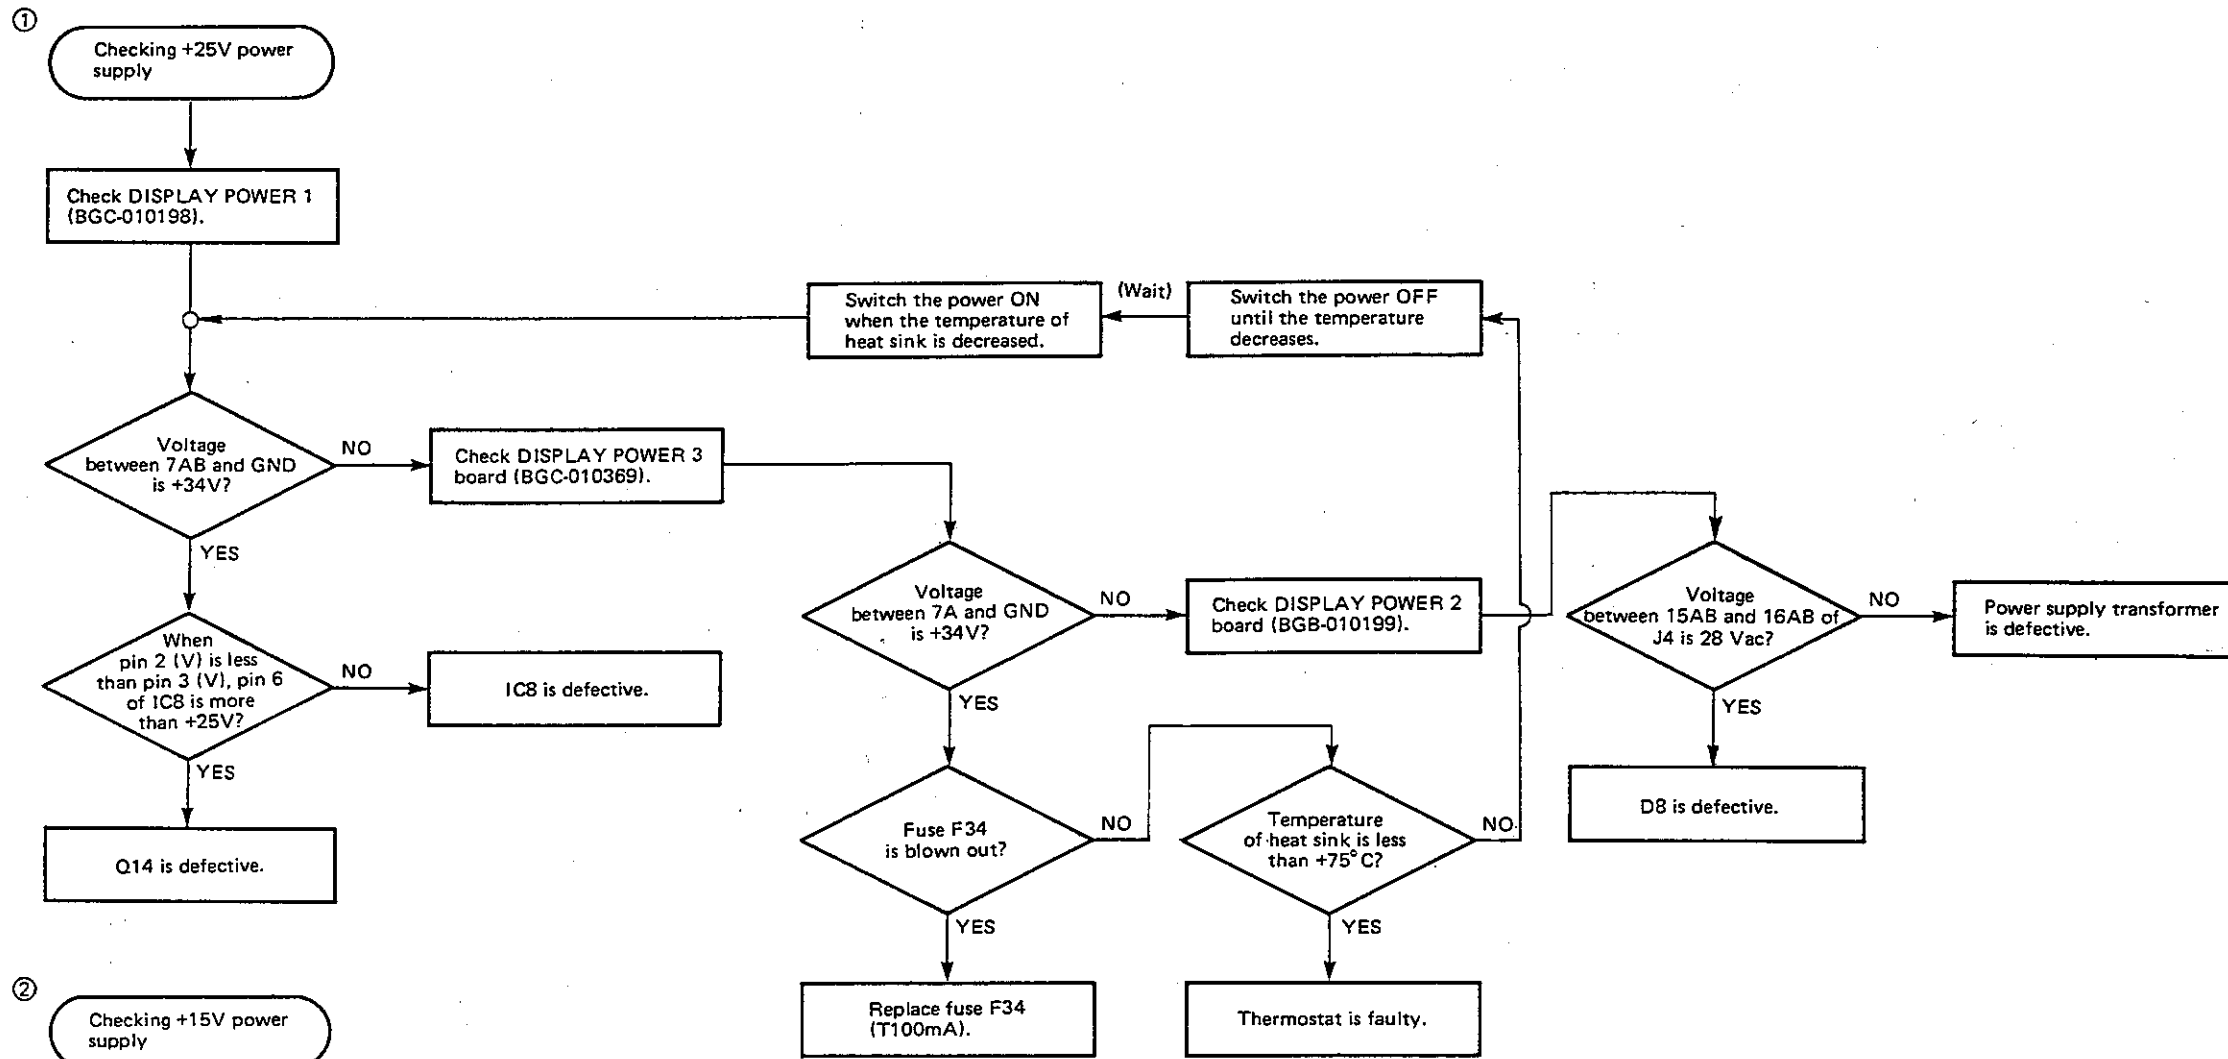 ①
Checking +25V power
supply
Check DISPLAY POWER 1
(BGC-010198).
Switch the power ON
when the temperature of
heat sink is decreased.
(Wait)
Switch the power OFF
until the temperature
decreases.
Voltage
between 7AB and GND
is +34V?
NO
Check DISPLAY POWER 3
board (BGC-010369).
YES
Voltage
between 7A and GND
is +34V?
NO
Check DISPLAY POWER 2
board (BGB-010199).
Voltage
between 15AB and 16AB of
J4 is 28 Vac?
NO
Power supply transformer
is defective.
When
pin 2 (V) is less
than pin 3 (V), pin 6
of IC8 is more
than +25V?
NO
IC8 is defective.
YES
YES
YES
Q14 is defective.
Fuse F34
is blown out?
NO
Temperature
of heat sink is less
than +75°C?
NO
D8 is defective.
YES
YES
Replace fuse F34
(T100mA).
Thermostat is faulty.
②
Checking +15V power
supply